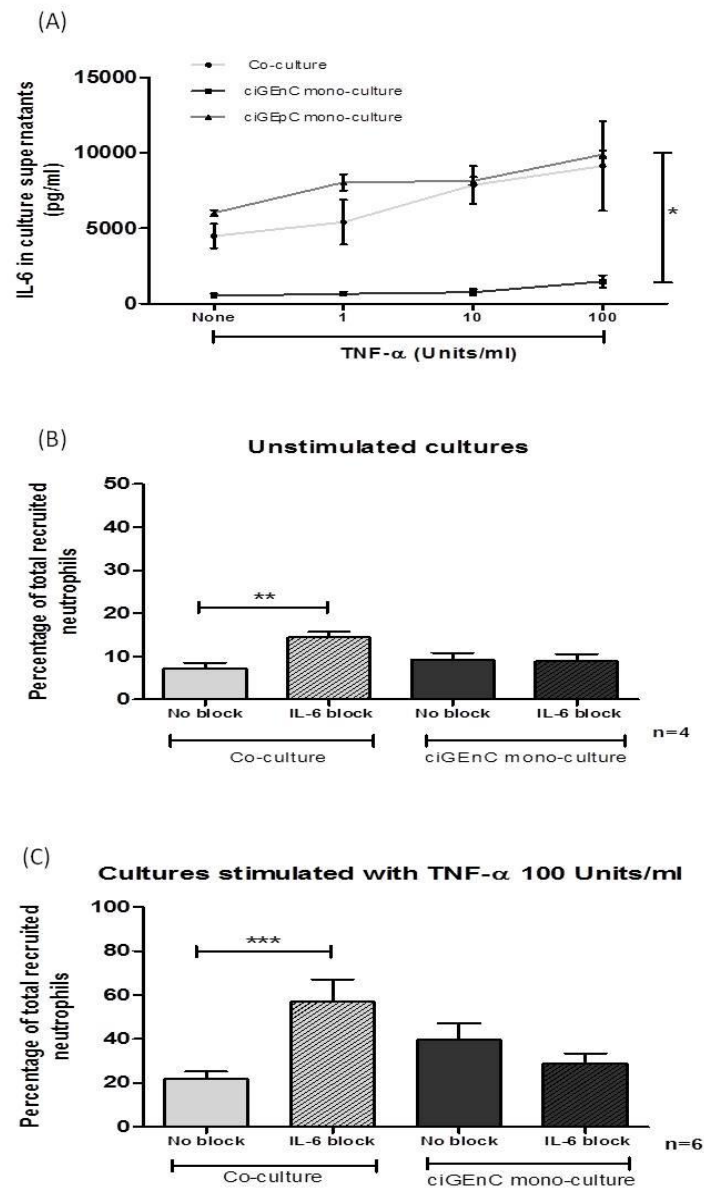 (A)
Co-culture
ciGEnC mono-culture
ciGEpC mono-culture
15000
10000
5000
0
IL-6 in culture supernatants
(pg/ml)
*
None 1 10 100
TNF-α (Units/ml)
(B)
Unstimulated cultures
50
40
30
20
10
0
Percentage of total recruited
neutrophils
**
No block IL-6 block No block IL-6 block
Co-culture ciGEnC mono-culture
n=4
(C)
Cultures stimulated with TNF-α 100 Units/ml
100
80
60
40
20
0
Percentage of total recruited
neutrophils
***
No block IL-6 block No block IL-6 block
Co-culture ciGEnC mono-culture
n=6